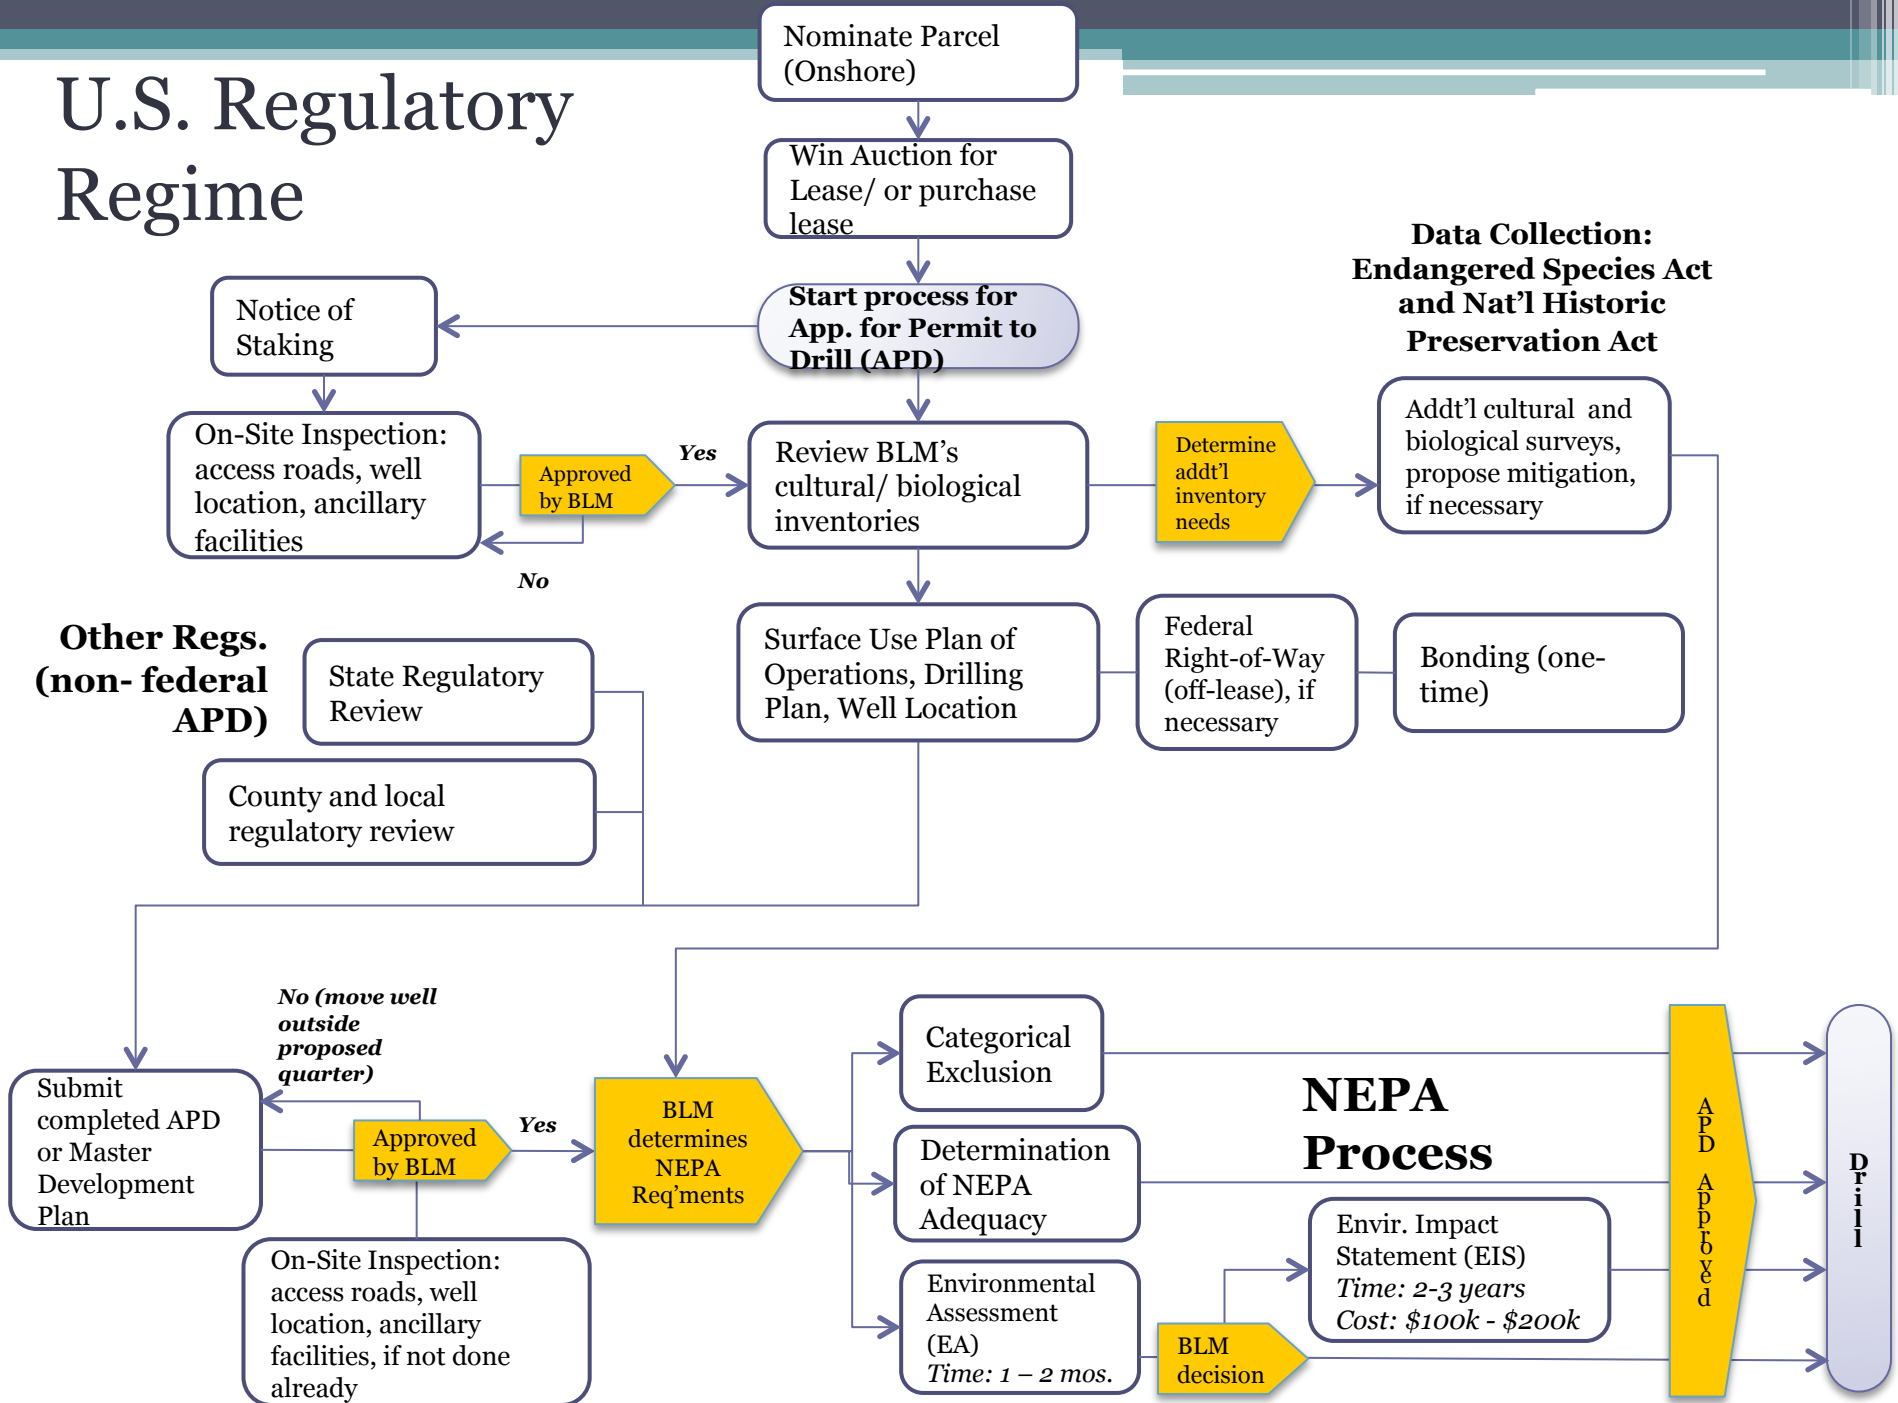 U.S. Regulatory
Regime
Nominate Parcel
(Onshore)
Win Auction for
Lease/ or purchase
lease
Start process for
App. for Permit to
Drill (APD)
Data Collection:
Endangered Species Act
and Nat’l Historic
Preservation Act
Notice of
Staking
On-Site Inspection:
access roads, well
location, ancillary
facilities
Approved
by BLM
Yes
No
Review BLM’s
cultural/ biological
inventories
Determine
addt’l
inventory
needs
Addt’l cultural and
biological surveys,
propose mitigation,
if necessary
Other Regs.
(non- federal
APD)
State Regulatory
Review
County and local
regulatory review
Surface Use Plan of
Operations, Drilling
Plan, Well Location
Federal
Right-of-Way
(off-lease), if
necessary
Bonding (one-
time)
No (move well
outside
proposed
quarter)
Submit
completed APD
or Master
Development
Plan
Approved
by BLM
Yes
On-Site Inspection:
access roads, well
location, ancillary
facilities, if not done
already
BLM
determines
NEPA
Req’ments
Categorical
Exclusion
Determination
of NEPA
Adequacy
Environmental
Assessment
(EA)
Time: 1 – 2 mos.
NEPA
Process
BLM
decision
Envir. Impact
Statement (EIS)
Time: 2-3 years
Cost: $100k - $200k
APD Approved
Drill